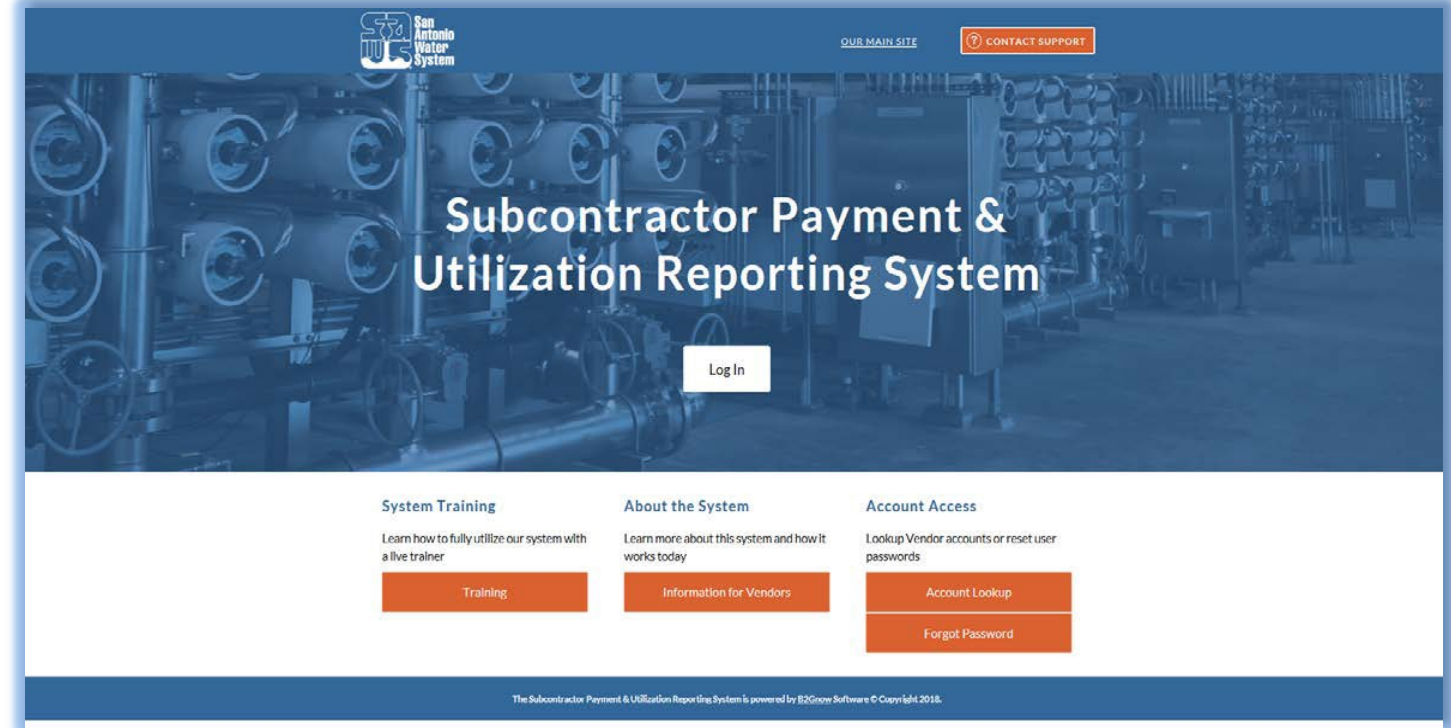 San
Antonio
Water
System
OUR MAIN SITE
? CONTACT SUPPORT
Subcontractor Payment &
Utilization Reporting System
Log In
System Training
Learn how to fully utilize our system with
a live trainer
Training
About the System
Learn more about this system and how it
works today
Information for Vendors
Account Access
Lookup Vendor accounts or reset user
passwords
Account Lookup
Forgot Password
The Subcontractor Payment & Utilization Reporting System is powered by B2Gnow Software © Copyright 2018.